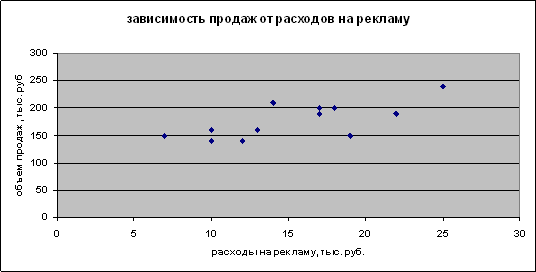 зависимость продаж от расходов на рекламу
объем продаж, тыс.руб
300
250
200
150
100
50
0
0 5 10 15 20 25 30
расходы на рекламу, тыс.руб.